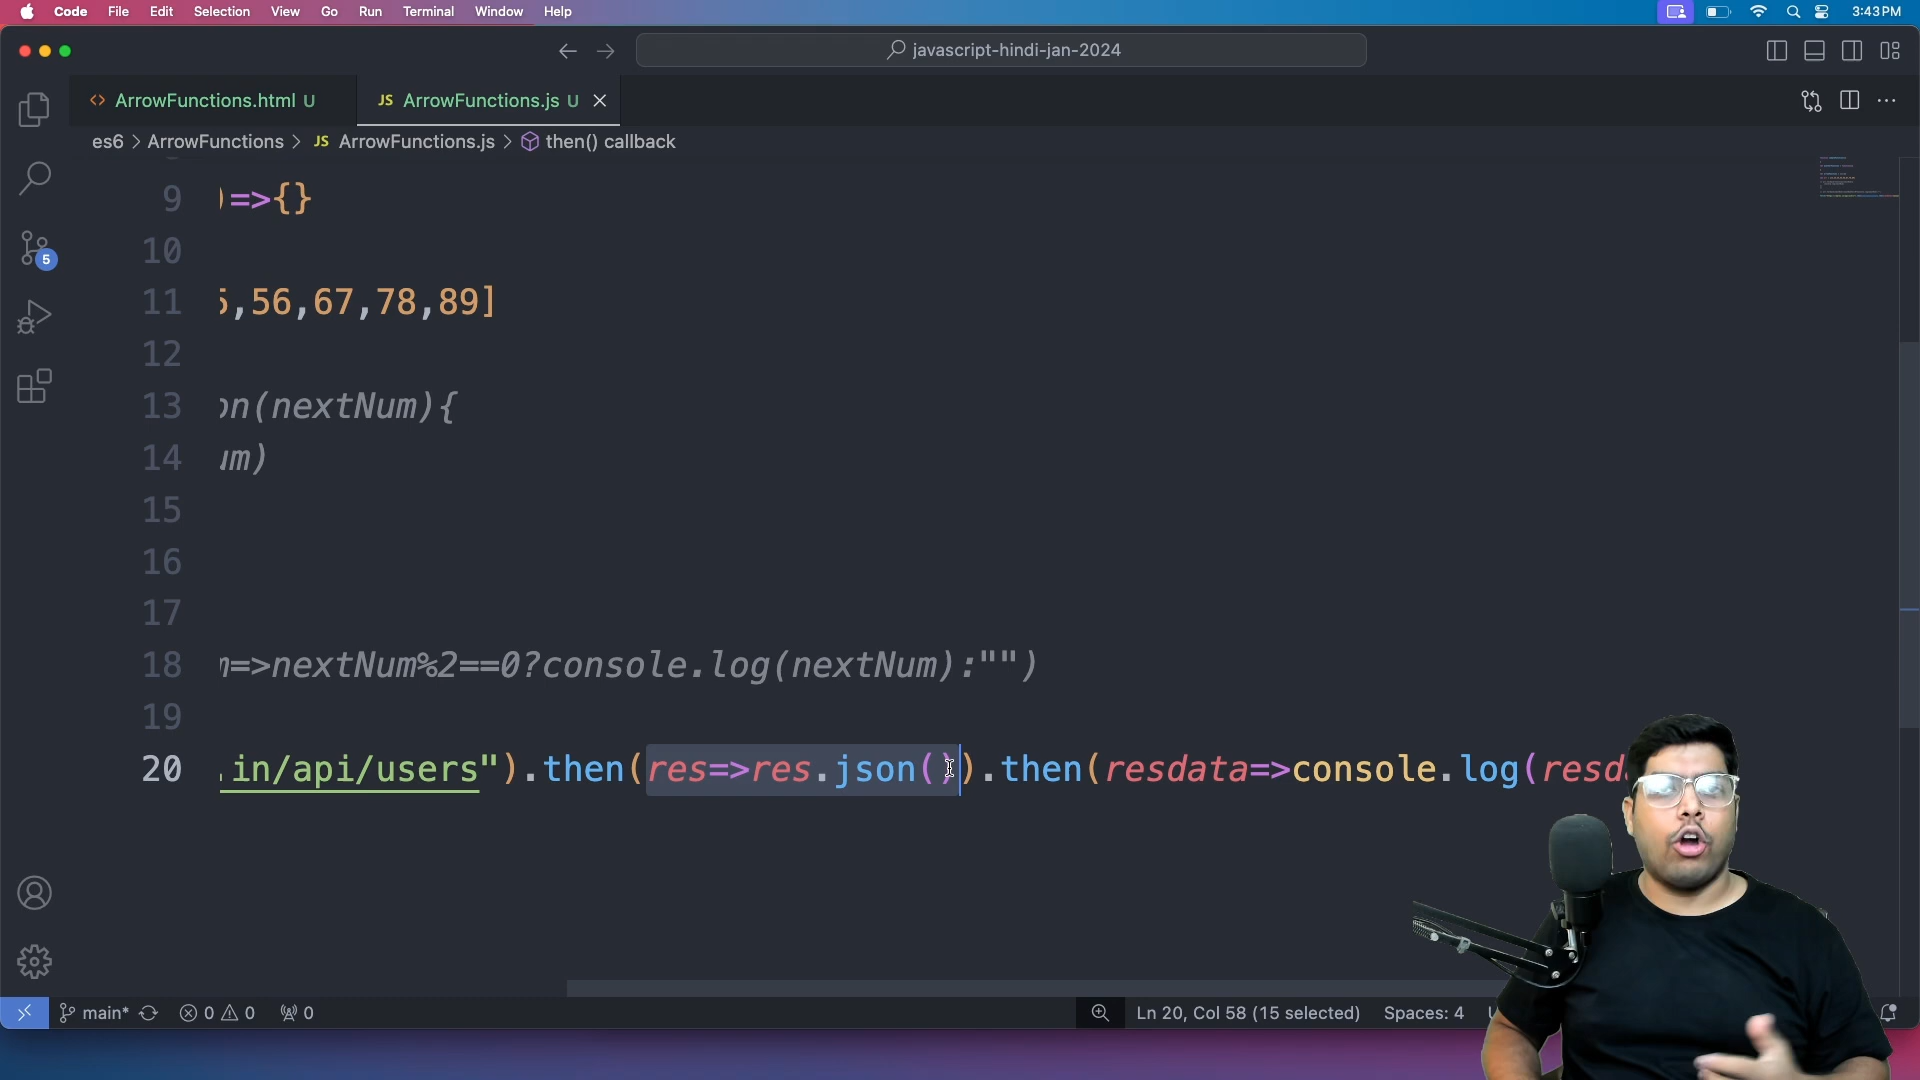 Code File Edit Selection View Go Run Terminal Window Help 3:43 PM
javascript-hindi-jan-2024
ArrowFunctions.html U JS ArrowFunctions.js U
es6 > ArrowFunctions > JS ArrowFunctions.js > then() callback
9 )=>{}
10
11 ,56,67,78,89]
12
13 on(nextNum){
14 um)
15
16
17
18 =>nextNum%2==0?console.log(nextNum):"")
19
20 .in/api/users").then(res=>res.json()).then(resdata=>console.log(resd
5
main* 0 0 0 Ln 20, Col 58 (15 selected) Spaces: 4